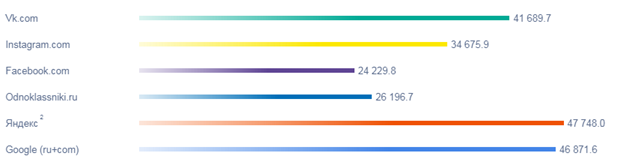 Vk.com 41 689.7
Instagram.com 34 675.9
Facebook.com 24 229.8
Odnoklassniki.ru 26 196.7
Яндекс 2 47 748.0
Google (ru+com) 46 871.6